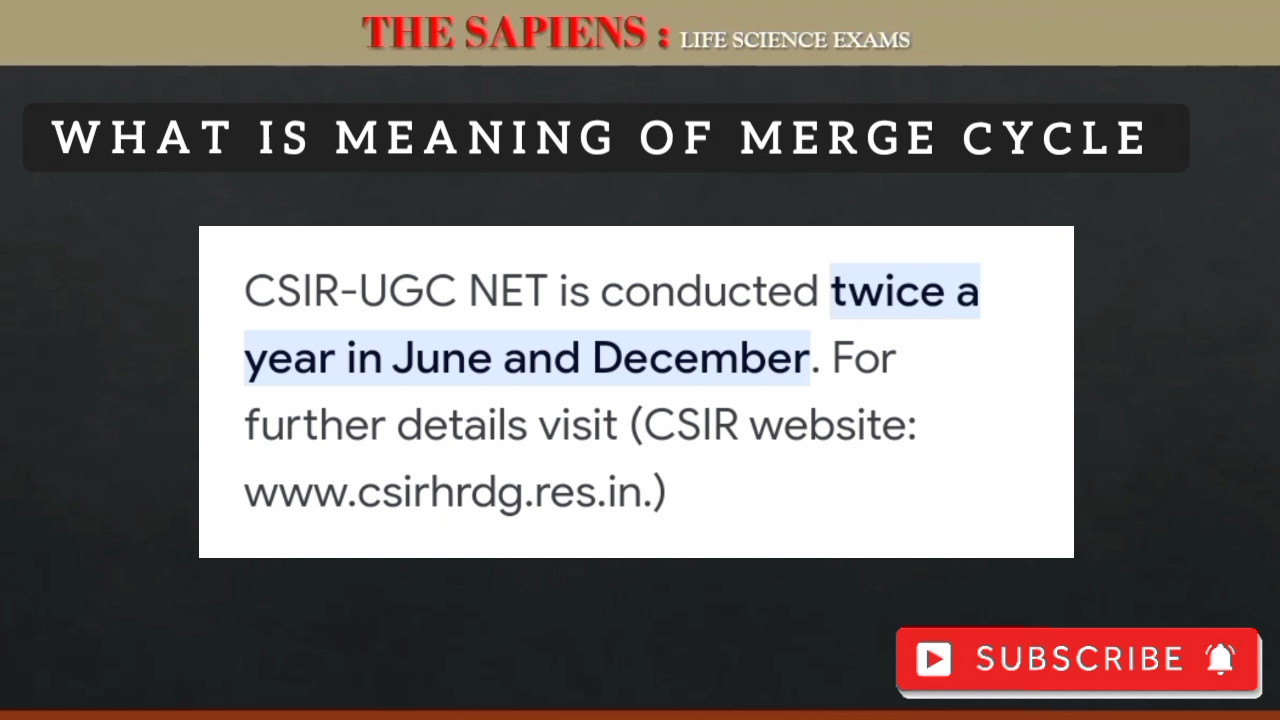 THE SAPIENS : LIFE SCIENCE EXAMS
WHAT IS MEANING OF MERGE CYCLE
CSIR-UGC NET is conducted twice a
year in June and December. For
further details visit (CSIR website:
www.csirhrdg.res.in.)
SUBSCRIBE